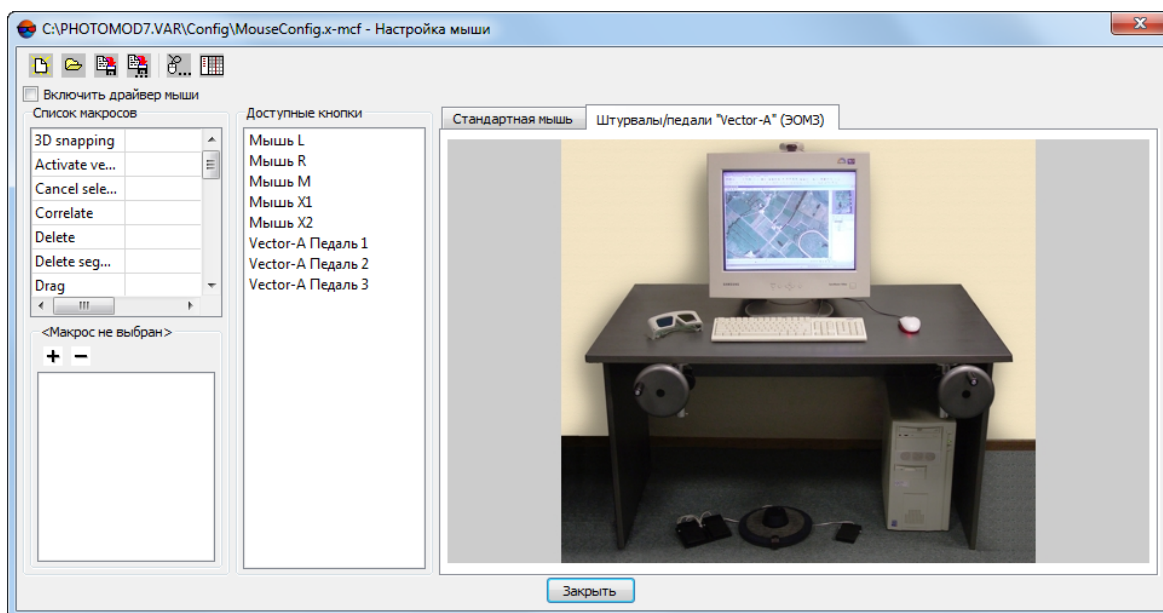 C:\PHOTOMOD7.VAR\Config\MouseConfig.x-mcf - Настройка мыши
Включить драйвер мыши
Список макросов
3D snapping
Activate ve...
Cancel sele...
Correlate
Delete
Delete seg...
Drag
<Макрос не выбран>
Доступные кнопки
Мышь L
Мышь R
Мышь M
Мышь X1
Мышь X2
Vector-A Педаль 1
Vector-A Педаль 2
Vector-A Педаль 3
Стандартная мышь
Штурвалы/педали "Vector-A" (ЭОМЗ)
Закрыть